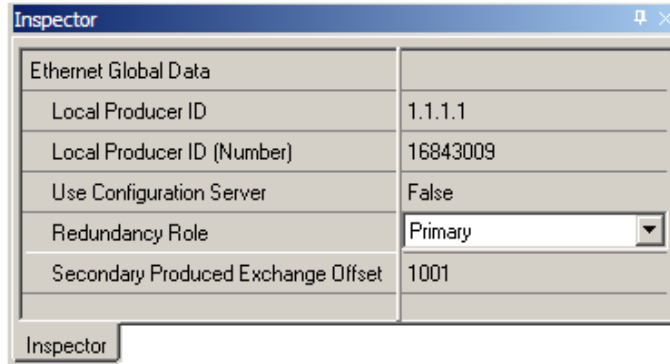 Inspector
Ethernet Global Data
Local Producer ID 1.1.1.1
Local Producer ID (Number) 16843009
Use Configuration Server False
Redundancy Role Primary
Secondary Produced Exchange Offset 1001
Inspector